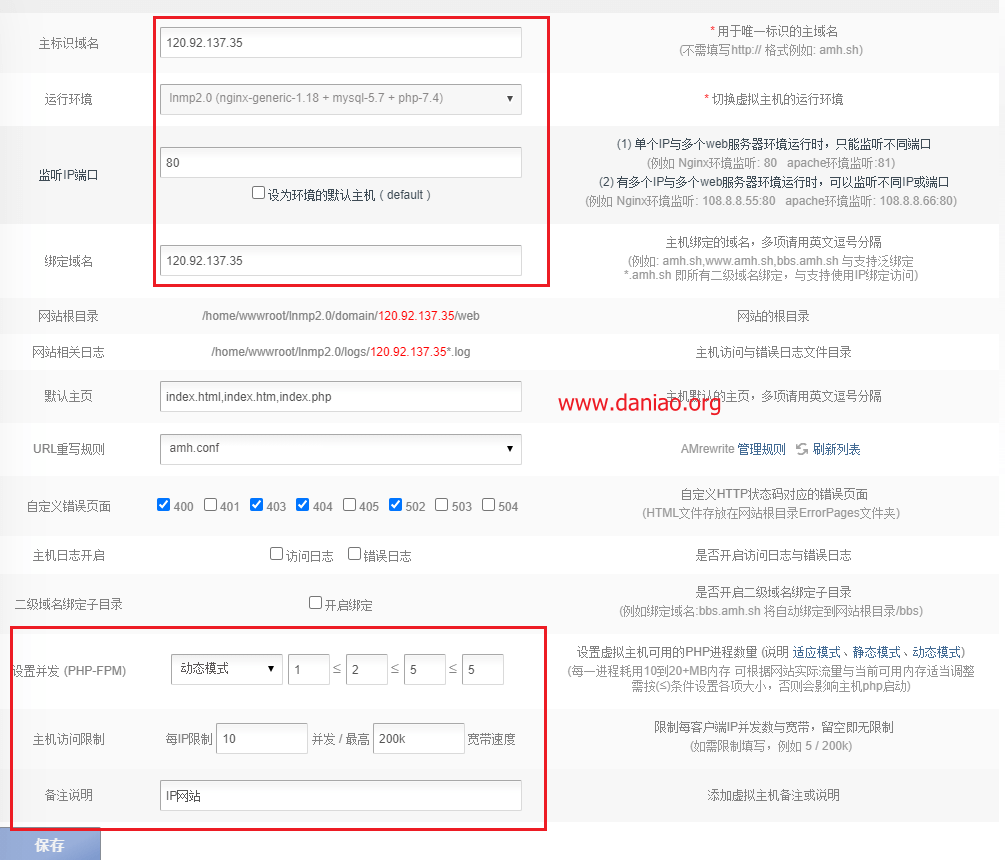 主标识域名
120.92.137.35
* 用于唯一标识的主域名
(不需填写http:// 格式例如: amh.sh)
运行环境
lnmp2.0 (nginx-generic-1.18 + mysql-5.7 + php-7.4)
* 切换虚拟主机的运行环境
监听IP端口
80
设为环境的默认主机 ( default )
(1) 单个IP与多个web服务器环境运行时，只能监听不同端口
(例如 Nginx环境监听: 80 apache环境监听:81)
(2) 有多个IP与多个web服务器环境运行时，可以监听不同IP或端口
(例如 Nginx环境监听: 108.8.8.55:80 apache环境监听: 108.8.8.66:80)
绑定域名
120.92.137.35
主机绑定的域名，多项请用英文逗号分隔
(例如: amh.sh,www.amh.sh,bbs.amh.sh 与支持泛绑定
*.amh.sh 即所有二级域名绑定，与支持使用IP绑定访问)
网站根目录
/home/wwwroot/lnmp2.0/domain/120.92.137.35/web
网站的根目录
网站相关日志
/home/wwwroot/lnmp2.0/logs/120.92.137.35*.log
主机访问与错误日志文件目录
默认主页
index.html,index.htm,index.php
主机默认的主页，多项请用英文逗号分隔
www.daniao.org
URL重写规则
amh.conf
AMrewrite 管理规则 刷新列表
自定义错误页面
400 401 403 404 405 502 503 504
自定义HTTP状态码对应的错误页面
(HTML文件存放在网站根目录ErrorPages文件夹)
主机日志开启
访问日志 错误日志
是否开启访问日志与错误日志
二级域名绑定子目录
开启绑定
是否开启二级域名绑定子目录
(例如绑定域名:bbs.amh.sh 将自动绑定到网站根目录/bbs)
设置并发 (PHP-FPM)
动态模式 1 ≤ 2 ≤ 5 ≤ 5
设置虚拟主机可用的PHP进程数量 (说明 适应模式、静态模式、动态模式)
(每一进程耗用10到20+MB内存 可根据网站实际流量与当前可用内存适当调整
需按(≤)条件设置各项大小，否则会影响主机php启动)
主机访问限制
每IP限制 10 并发 / 最高 200k 宽带速度
限制每客户端IP并发数与宽带，留空即无限制
(如需限制填写，例如 5 / 200k)
备注说明
IP网站
添加虚拟主机备注或说明
保存